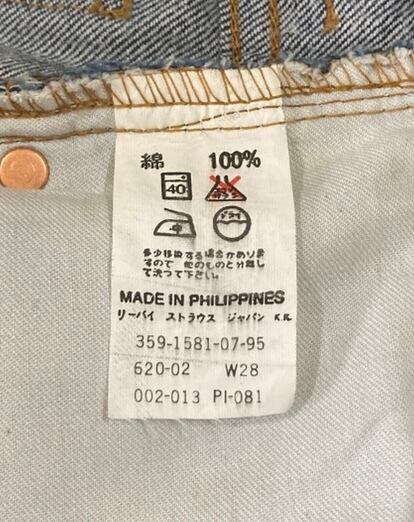 綿 100%
40
ドライ
多少は染する場合かありま
すので 他のものと分離し
て洗つて下さい。
MADE IN PHILIPPINES
リーバイ ストラウス ジャパン K.K.
359-1581-07-95
620-02 W28
002-013 PI-081